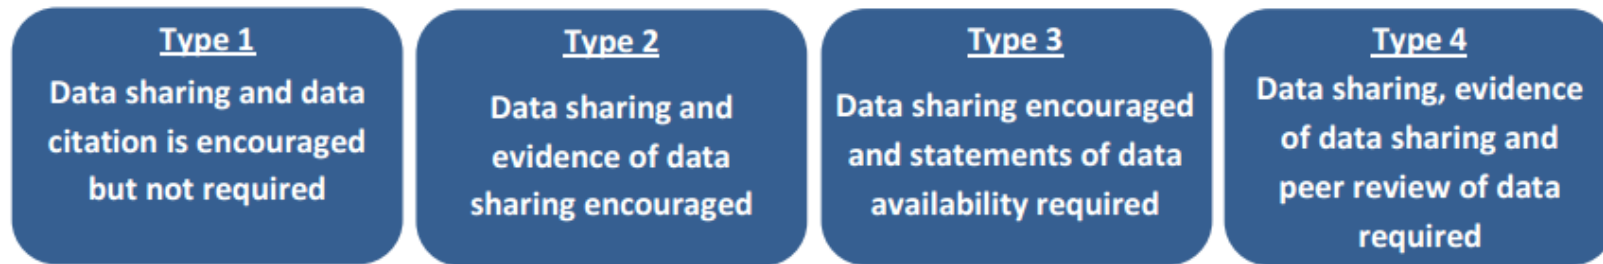 Type 1
Data sharing and data
citation is encouraged
but not required
Type 2
Data sharing and
evidence of data
sharing encouraged
Type 3
Data sharing encouraged
and statements of data
availability required
Type 4
Data sharing, evidence
of data sharing and
peer review of data
required